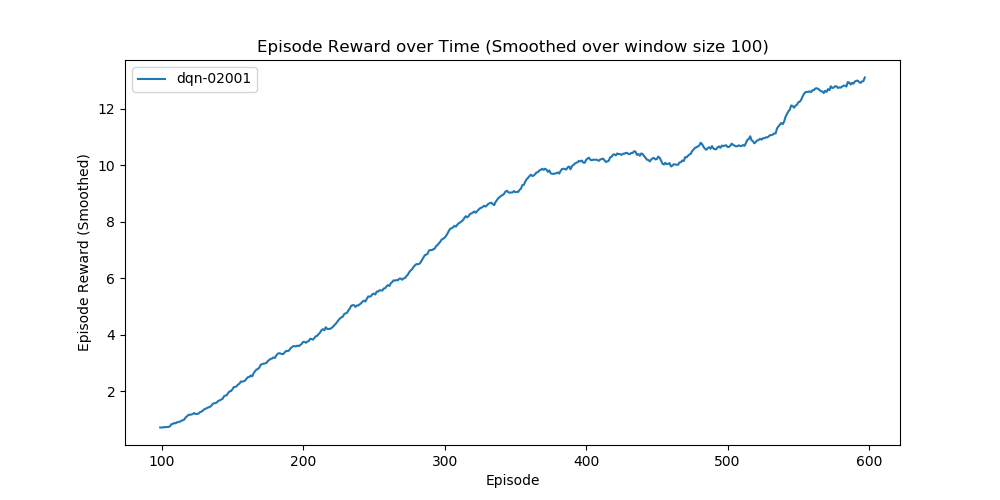 Episode Reward over Time (Smoothed over window size 100)
dqn-02001
12
10
8
6
4
2
Episode Reward (Smoothed)
100 200 300 400 500 600
Episode